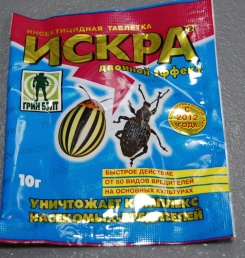 ИНСЕКТИЦИДНАЯ ТАБЛЕТКА
ИСКРА
ДВОЙНОЙ ЭФФЕКТ
ГРИН БЭЛТ
С
2012
ГОДА
10г
БЫСТРОЕ ДЕЙСТВИЕ
ОТ 60 ВИДОВ ВРЕДИТЕЛЕЙ
НА ОСНОВНЫХ КУЛЬТУРАХ
УНИЧТОЖАЕТ КОМПЛЕКС
НАСЕКОМЫХ-ВРЕДИТЕЛЕЙ